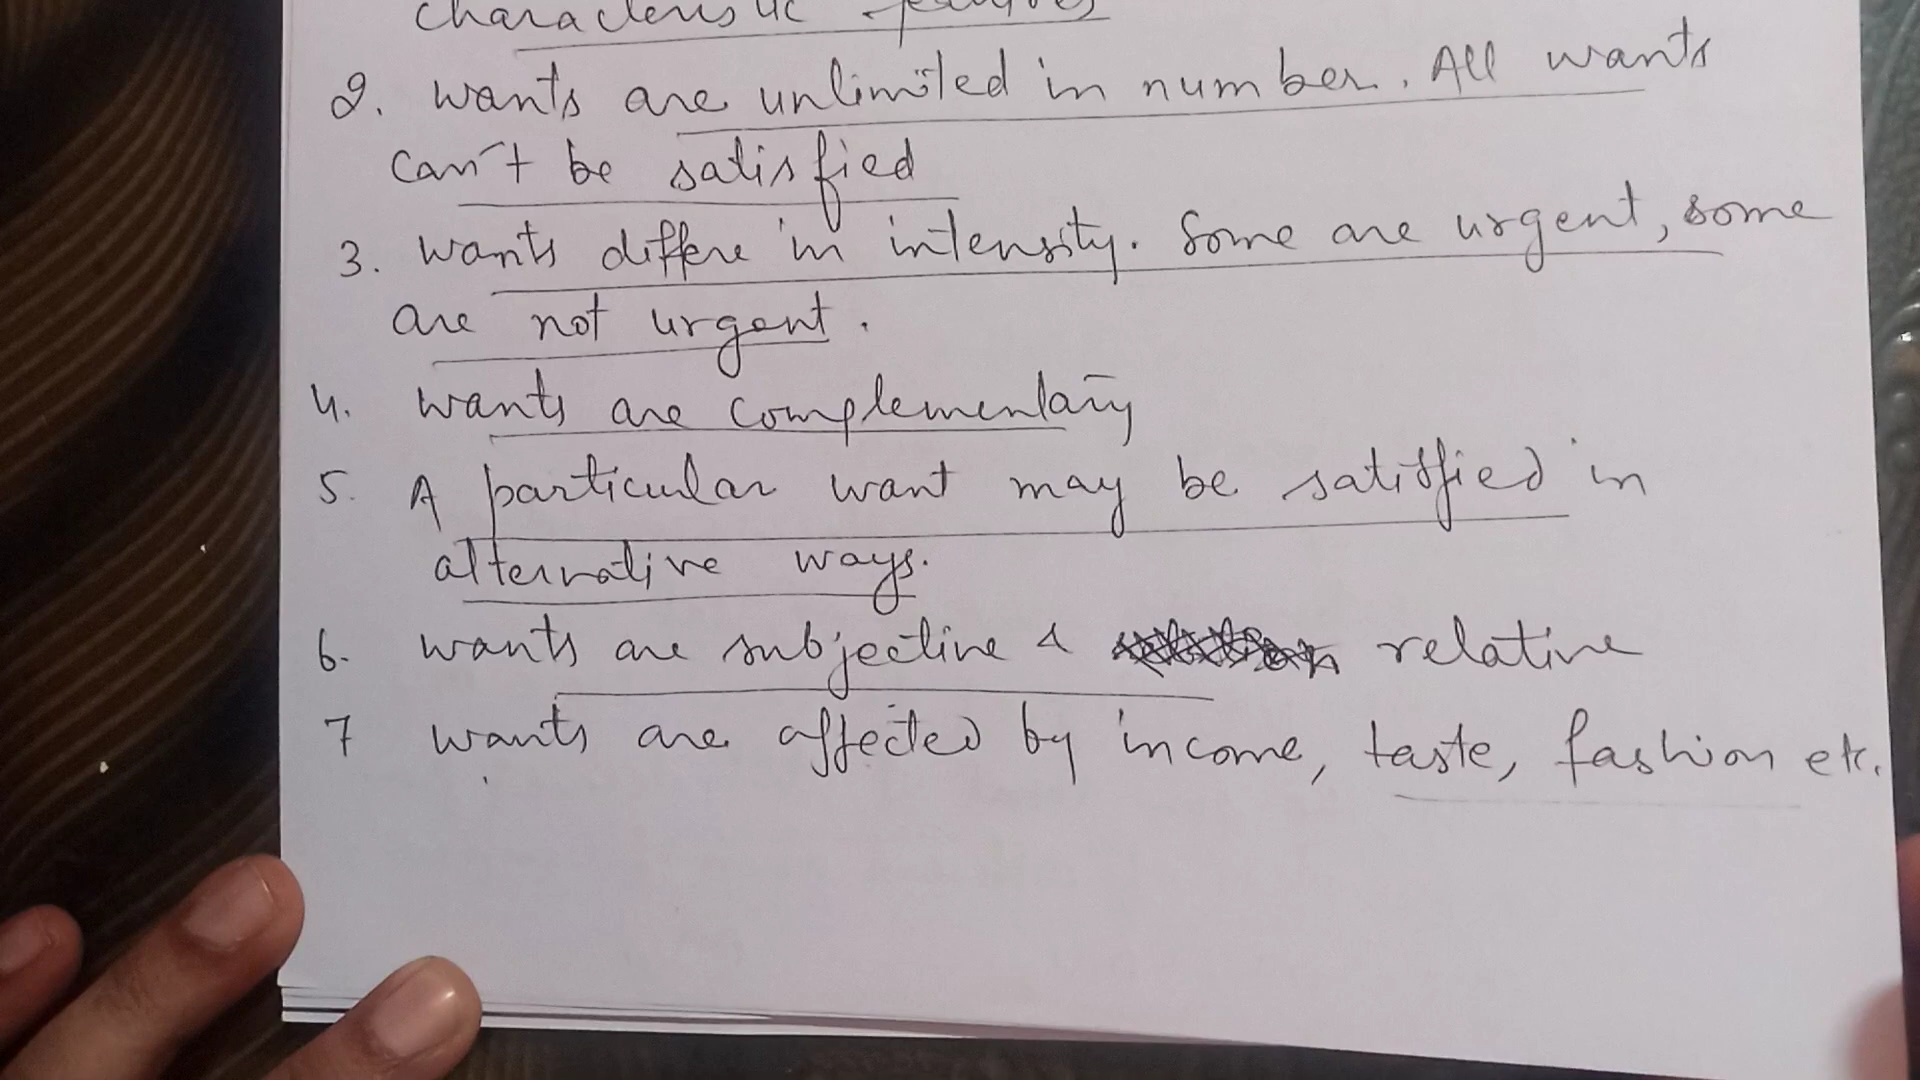 characteristic features
2. wants are unlimited in number. All wants
can't be satisfied
3. wants differe in intensity. Some are urgent, some
are not urgent.
4. wants are complementary
5. A particular want may be satisfied in
alternative ways.
6. wants are subjective & relative
7 wants are affected by income, taste, fashion etc.